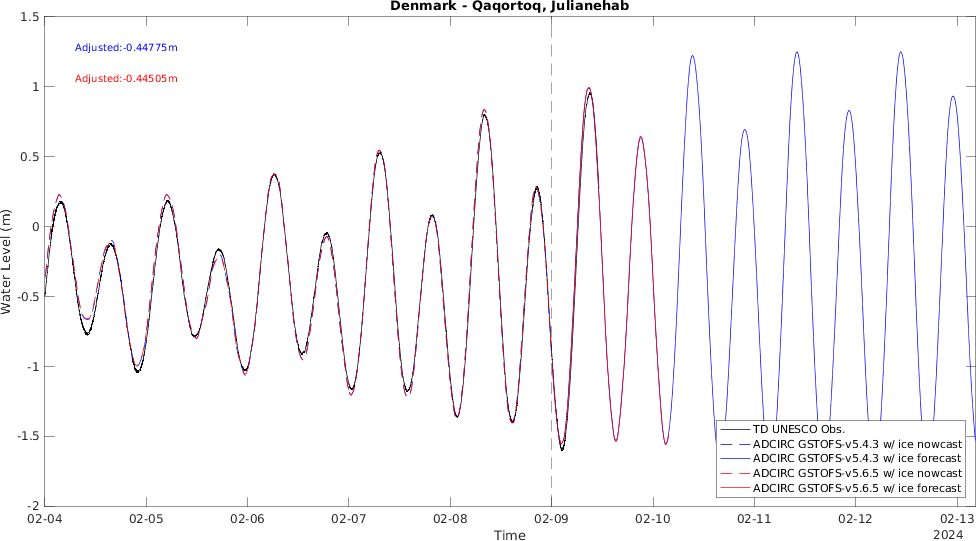 Denmark - Qaqortoq, Julianehab
Adjusted:-0.44775m
Adjusted:-0.44505m
1.5
1
0.5
0
-0.5
-1
-1.5
-2
Water Level (m)
TD UNESCO Obs.
ADCIRC GSTOFS-v5.4.3 w/ ice nowcast
ADCIRC GSTOFS-v5.4.3 w/ ice forecast
ADCIRC GSTOFS-v5.6.5 w/ ice nowcast
ADCIRC GSTOFS-v5.6.5 w/ ice forecast
02-04 02-05 02-06 02-07 02-08 02-09 02-10 02-11 02-12 02-13
Time
2024